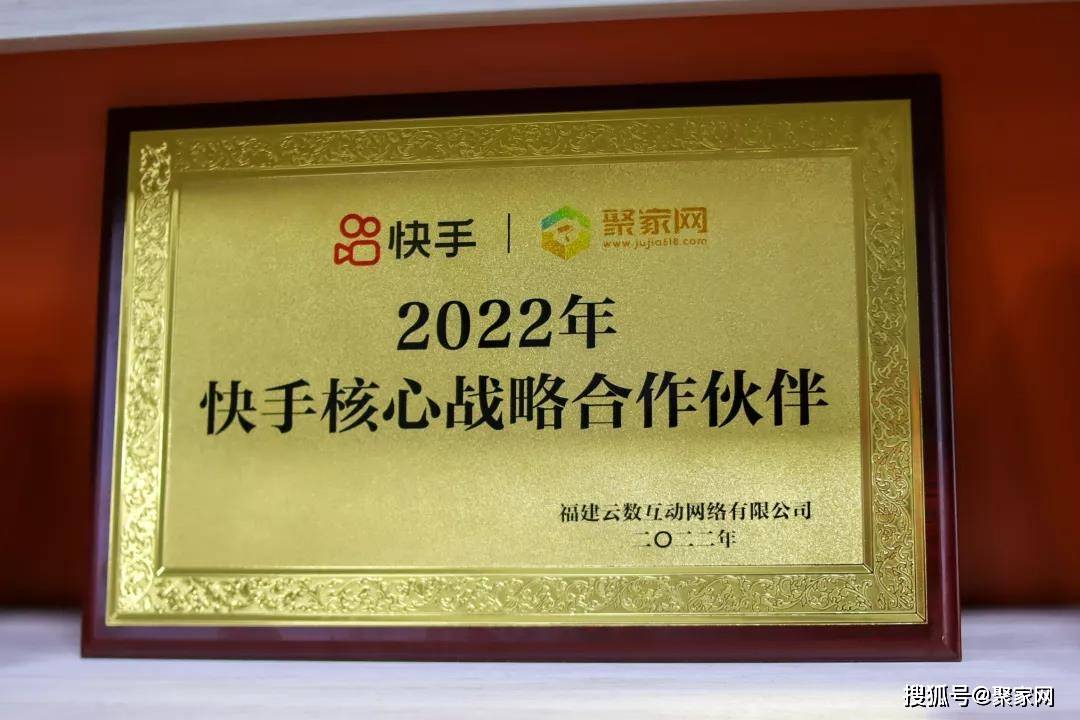 快手 | 聚家网
www.jujia618.com
2022年
快手核心战略合作伙伴
福建云数互动网络有限公司
二〇二二年
搜狐号@聚家网